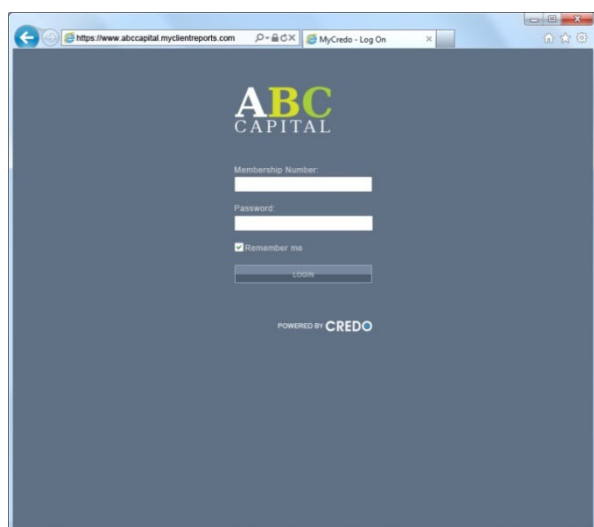 https://www.abccapital.myclientreports.com
MyCredo - Log On
ABC
CAPITAL
Membership Number:
Password:
Remember me
LOGIN
POWERED BY CREDO